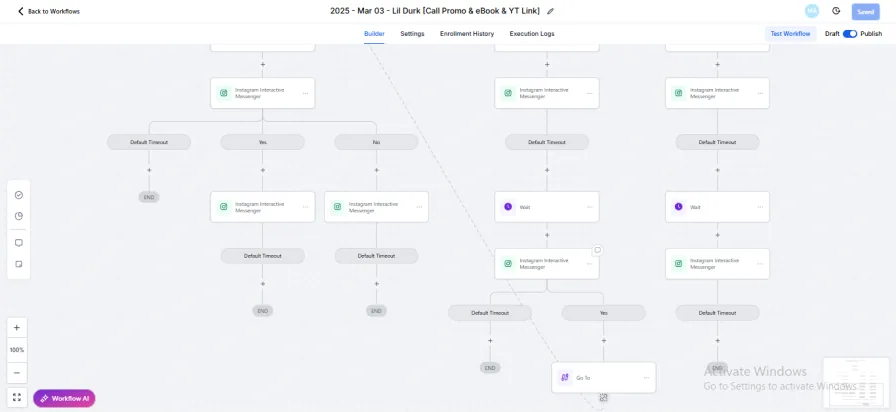 Back to Workflows
2025 - Mar 03 - Lil Durk [Call Promo & eBook & YT Link]
MA
Saved
Builder
Settings
Enrollment History
Execution Logs
Test Workflow
Draft
Publish
Instagram Interactive
Messenger
Instagram Interactive
Messenger
Instagram Interactive
Messenger
Default Timeout
Yes
No
Default Timeout
Default Timeout
END
Instagram Interactive
Messenger
Instagram Interactive
Messenger
Wait
Wait
Default Timeout
Default Timeout
Instagram Interactive
Messenger
Instagram Interactive
Messenger
END
END
Default Timeout
Yes
Default Timeout
100%
END
Go To
END
Activate Windows
Go to Settings to activate Windows.
Workflow AI